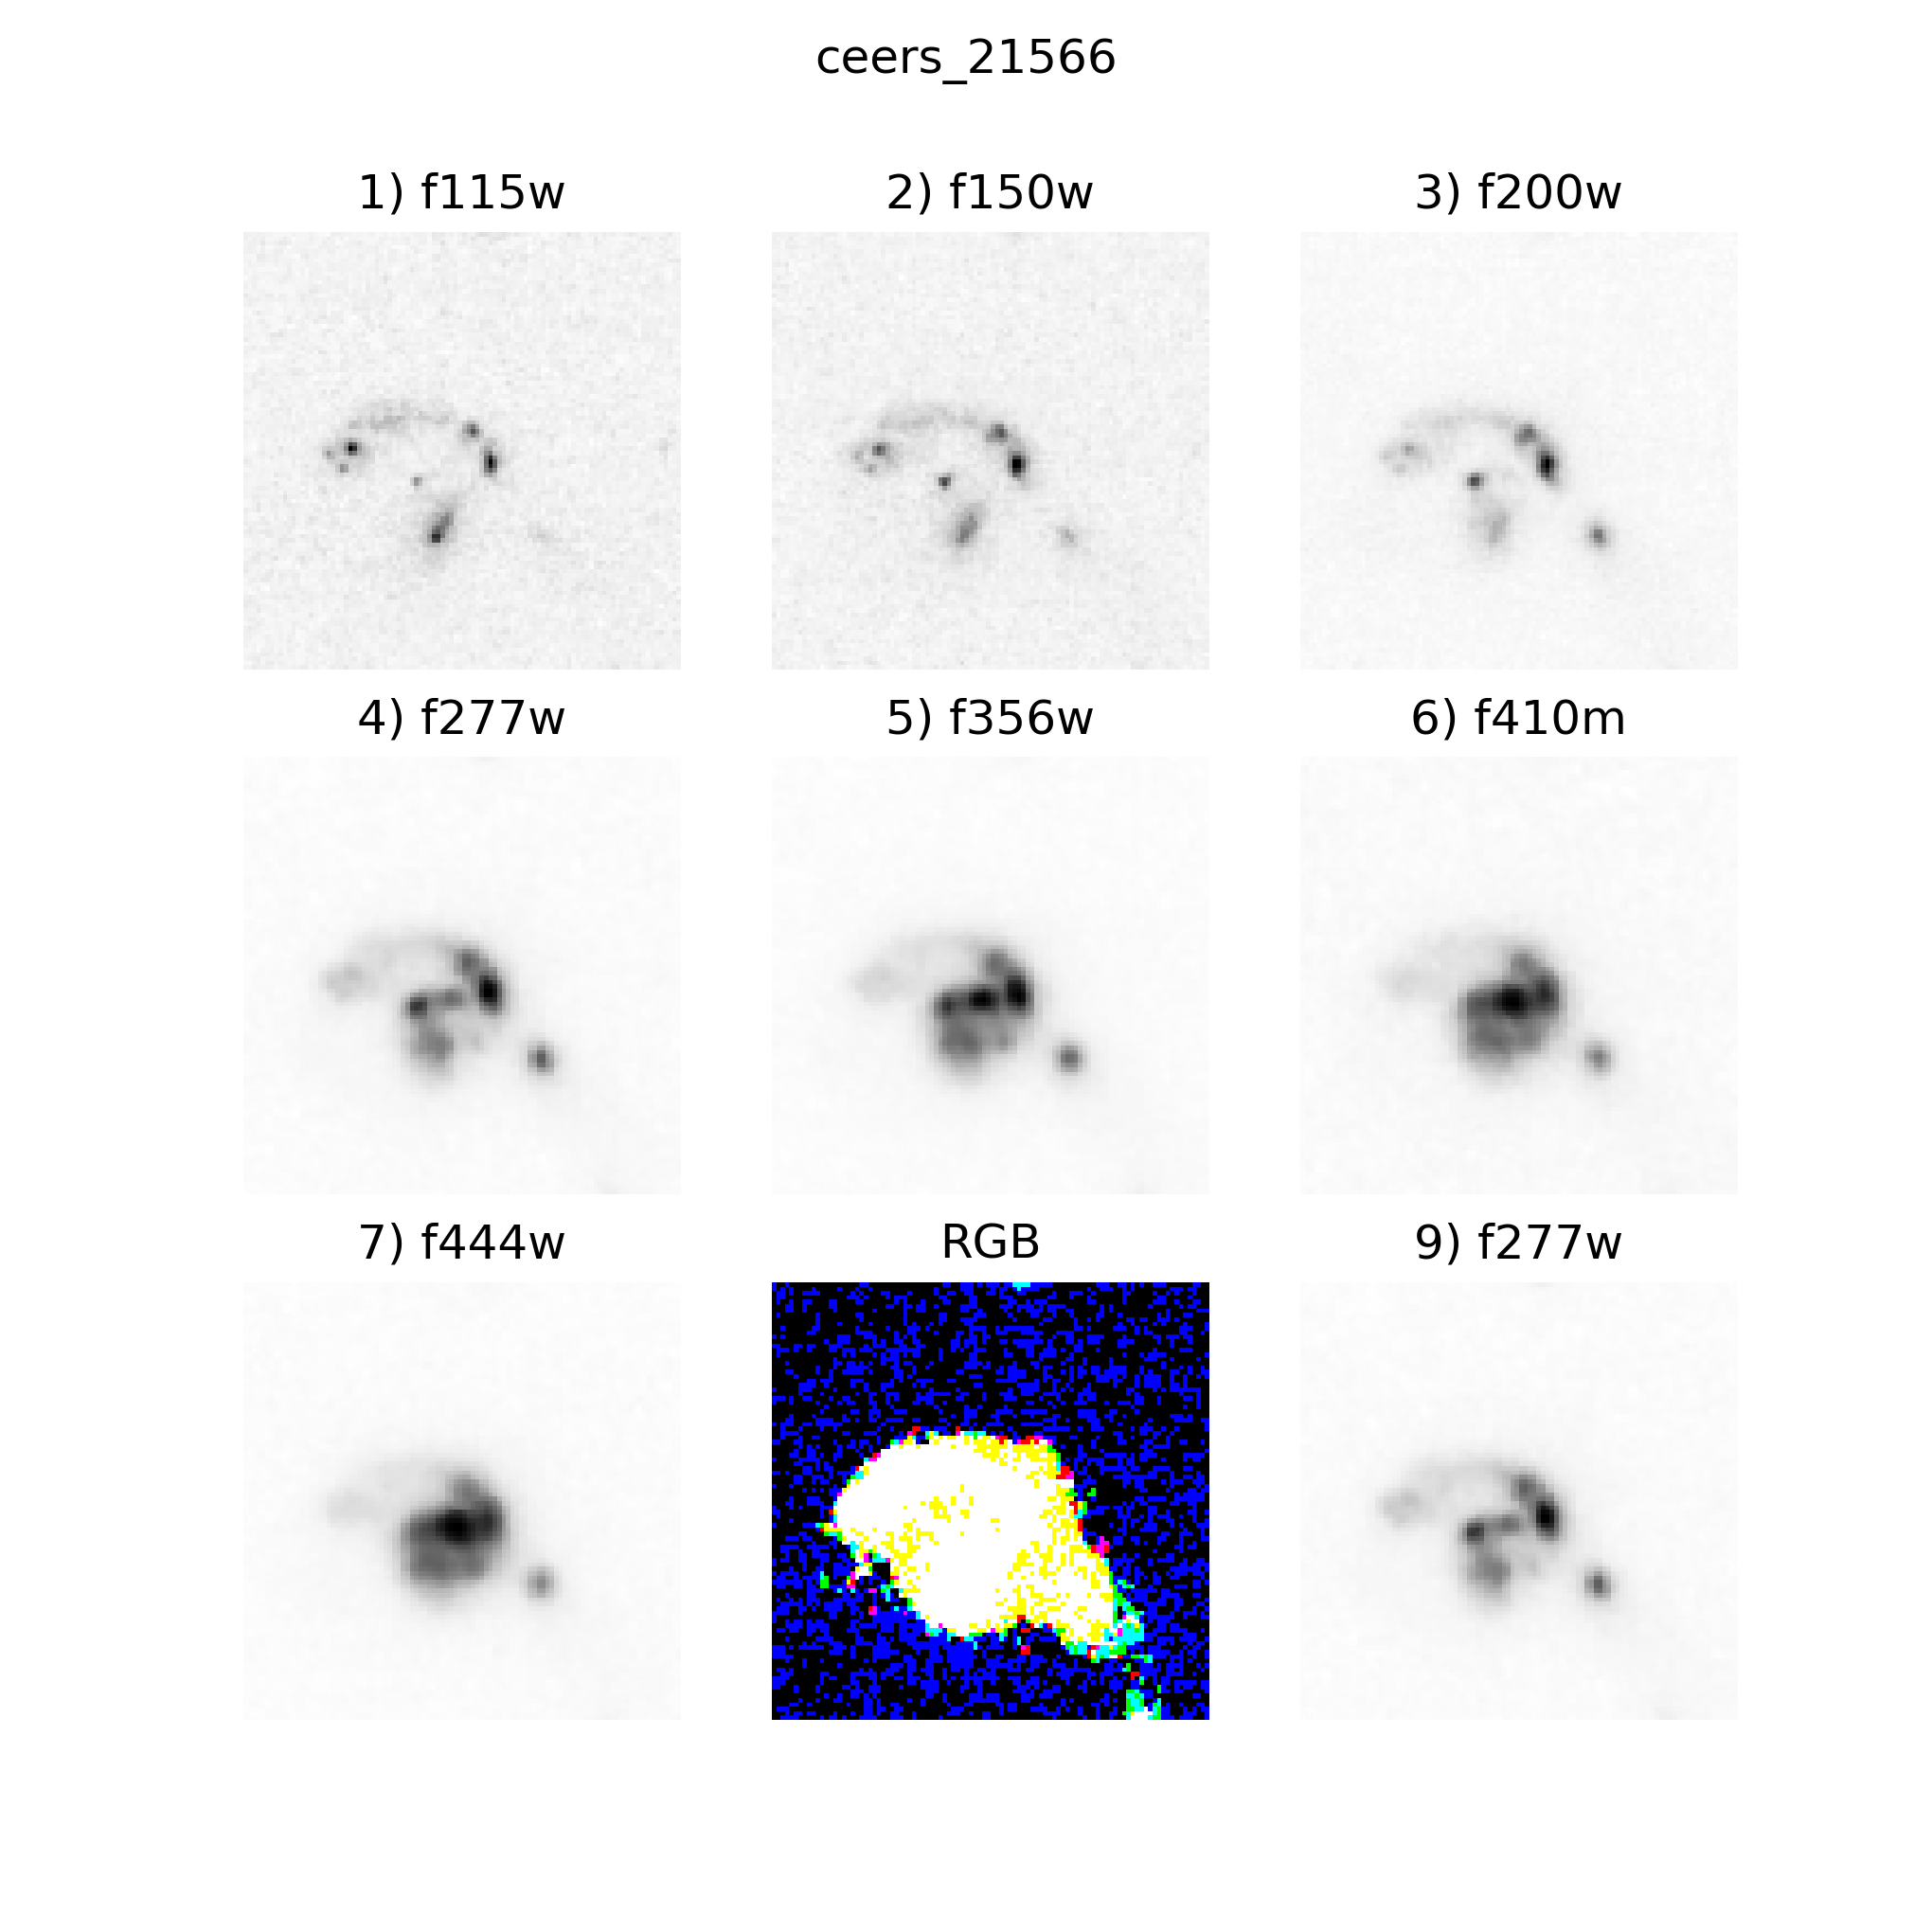 ceers_21566
1) f115w
2) f150w
3) f200w
4) f277w
5) f356w
6) f410m
7) f444w
RGB
9) f277w